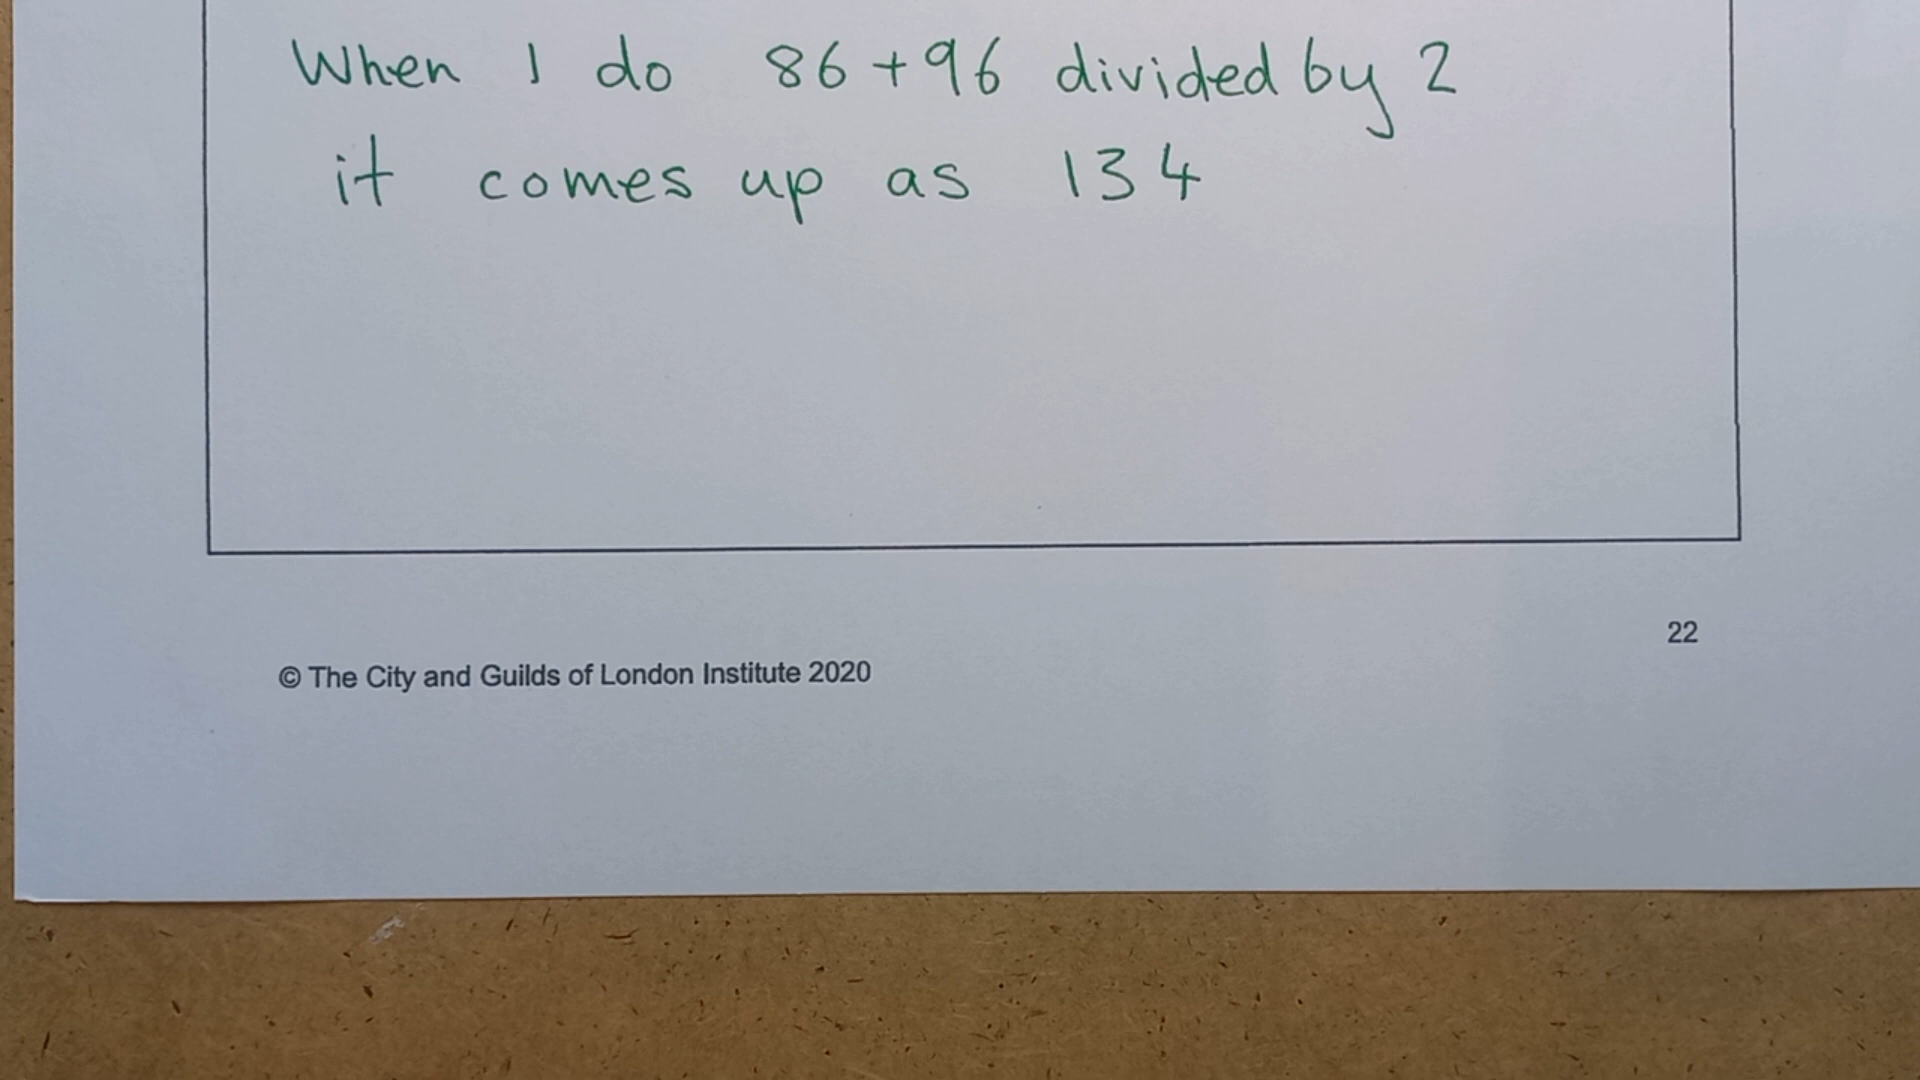 When I do 86+96 divided by 2
it comes up as 134
22
© The City and Guilds of London Institute 2020